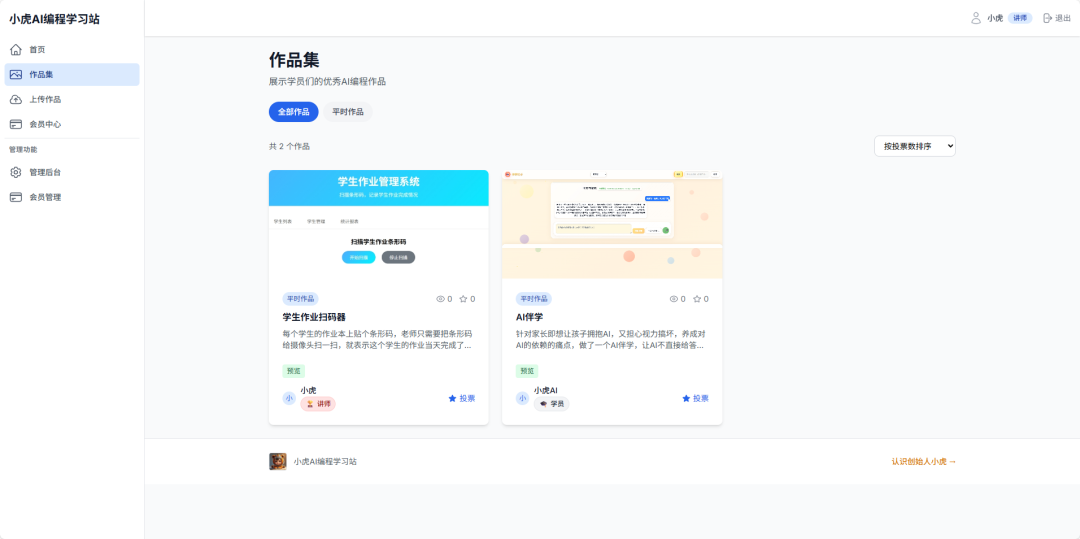 小虎AI编程学习站
小虎 讲师 退出
首页
作品集
上传作品
会员中心
管理功能
管理后台
会员管理
作品集
展示学员们的优秀AI编程作品
全部作品 平时作品
共 2 个作品
按投票数排序
学生作业管理系统
扫描条形码，记录学生作业完成情况
学生列表 学生管理 统计报表
扫描学生作业条形码
开始扫描 停止扫描
平时作品 0 0
学生作业扫码器
每个学生的作业本上贴个条形码，老师只需要把条形码
给摄像头扫一扫，就表示这个学生的作业当天完成了...
预览
小 小虎
讲师
投票
平时作品 0 0
AI伴学
针对家长即想让孩子拥抱AI，又担心视力搞坏，养成对
AI的依赖的痛点，做了一个AI伴学，让AI不直接给答...
预览
小 小虎AI
学员
投票
小虎AI编程学习站
认识创始人小虎 →